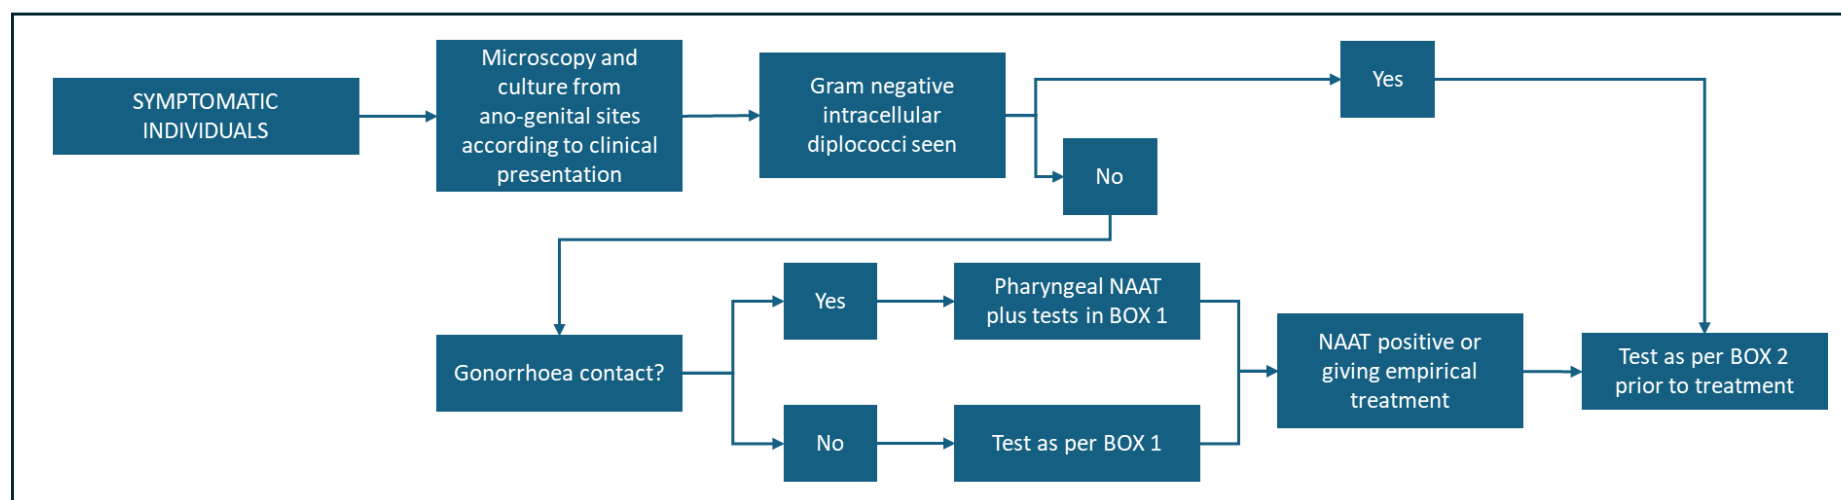 SYMPTOMATIC
INDIVIDUALS
Microscopy and
culture from
ano-genital sites
according to clinical
presentation
Gram negative
intracellular
diplococci seen
Yes
No
Gonorrhoea contact?
Yes
Pharyngeal NAAT
plus tests in BOX 1
No
Test as per BOX 1
NAAT positive or
giving empirical
treatment
Test as per BOX 2
prior to treatment